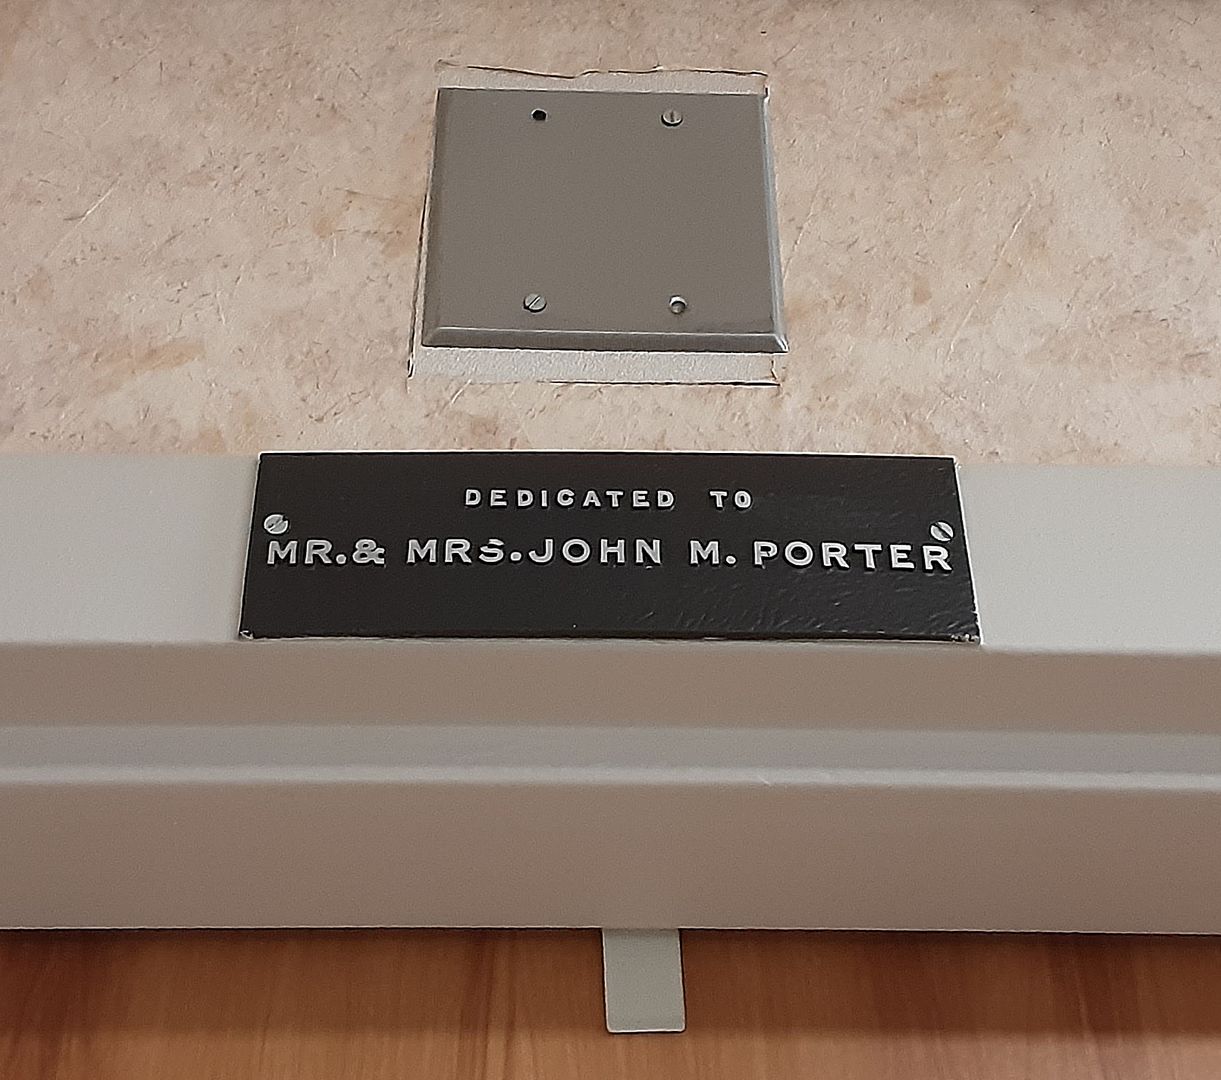 DEDICATED TO
MR.& MRS.JOHN M. PORTER